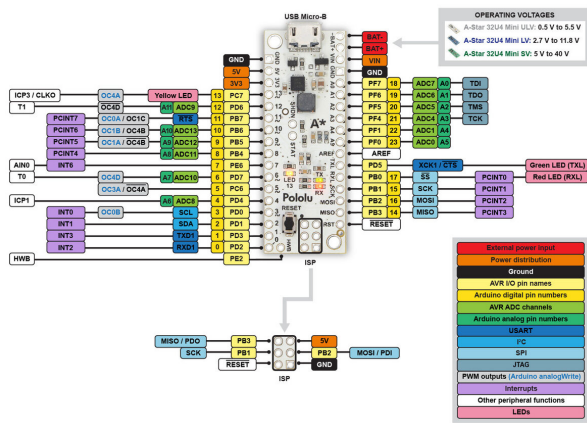 USB Micro-B
OPERATING VOLTAGES
A-Star 32U4 Mini ULV: 0.5 V to 5.5 V
A-Star 32U4 Mini LV: 2.7 V to 11.8 V
A-Star 32U4 Mini SV: 5 V to 40 V
BAT-
BAT+
GND VIN
5V GND
3V3 PF7 18 ADC7 A0 TDI
ICP3 / CLKO OC4A Yellow LED 13 PC7 PF6 19 ADC6 A1 TDO
T1 OC4D A11 ADC9 12 PD6 PF5 20 ADC5 A2 TMS
PCINT7 OC0A / OC1C RTS 11 PB7 PF4 21 ADC4 A3 TCK
PCINT6 OC1B / OC4B A10 ADC13 10 PB6 PF1 22 ADC1 A4
PCINT5 OC1A / OC4B A9 ADC12 9 PB5 PF0 23 ADC0 A5
PCINT4 A8 ADC11 8 PB4 AREF
AIN0 INT6 7 PE6 PD5 XCK1 / CTS Green LED (TXL)
T0 OC4D A7 ADC10 6 PD7 PB0 17 SS PCINT0 Red LED (RXL)
OC3A / OC4A 5 PC6 PB1 15 SCK PCINT1
ICP1 A6 ADC8 4 PD4 PB2 16 MOSI PCINT2
INT0 OC0B SCL 3 PD0 PB3 14 MISO PCINT3
INT1 SDA 2 PD1 RESET
INT3 TXD1 1 PD3
INT2 RXD1 0 PD2
HWB PE2
A*
STAT
LED
13
TX
RX
Pololu
RESET
HWB
ISP
MISO / PDO PB3 5V
SCK PB1 PB2 MOSI / PDI
RESET GND
ISP
External power input
Power distribution
Ground
AVR I/O pin names
Arduino digital pin numbers
AVR ADC channels
Arduino analog pin numbers
USART
I²C
SPI
JTAG
PWM outputs (Arduino analogWrite)
Interrupts
Other peripheral functions
LEDs